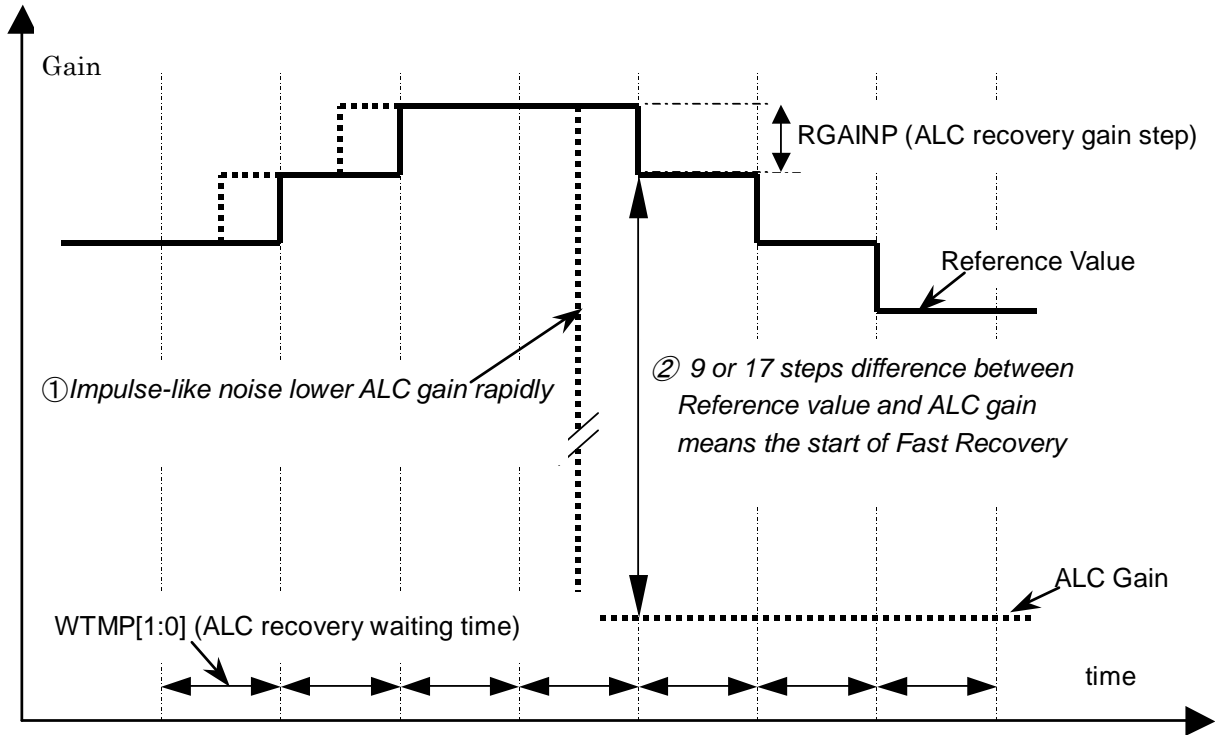 Gain
RGAINP (ALC recovery gain step)
Reference Value
①Impulse-like noise lower ALC gain rapidly
② 9 or 17 steps difference between
Reference value and ALC gain
means the start of Fast Recovery
ALC Gain
WTMP[1:0] (ALC recovery waiting time)
time